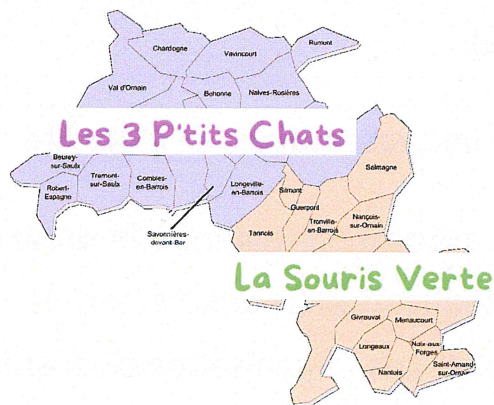 Chardogne
Vavincourt
Rumont
Val d'Ornain
Behonne
Naives-Rosières
Les 3 P'tits Chats
Beurey-
sur-Saulx
Robert-
Espagne
Tremont-
sur-Saulx
Combles-
en-Barrois
Longeville-
en-Barrois
Savonnières-
devant-Bar
Salmagne
Silmont
Guerpont
Tronville-
en-Barrois
Nançois-
sur-Ornain
Tannois
La Souris Verte
Givrauval
Menaucourt
Longeaux
Naix-aux
Forges
Nantois
Saint-Amand
sur-Ornain